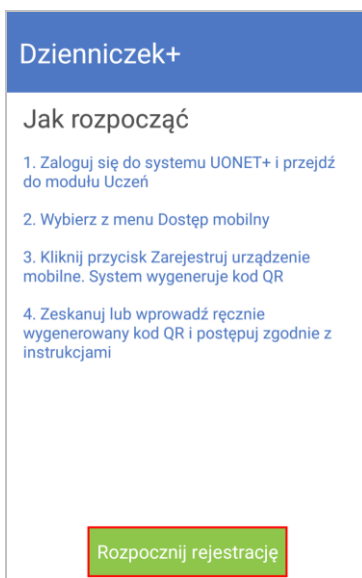 Dzienniczek+
Jak rozpocząć
1. Zaloguj się do systemu UONET+ i przejdź
do modułu Uczeń
2. Wybierz z menu Dostęp mobilny
3. Kliknij przycisk Zarejestruj urządzenie
mobilne. System wygeneruje kod QR
4. Zeskanuj lub wprowadź ręcznie
wygenerowany kod QR i postępuj zgodnie z
instrukcjami
Rozpocznij rejestrację